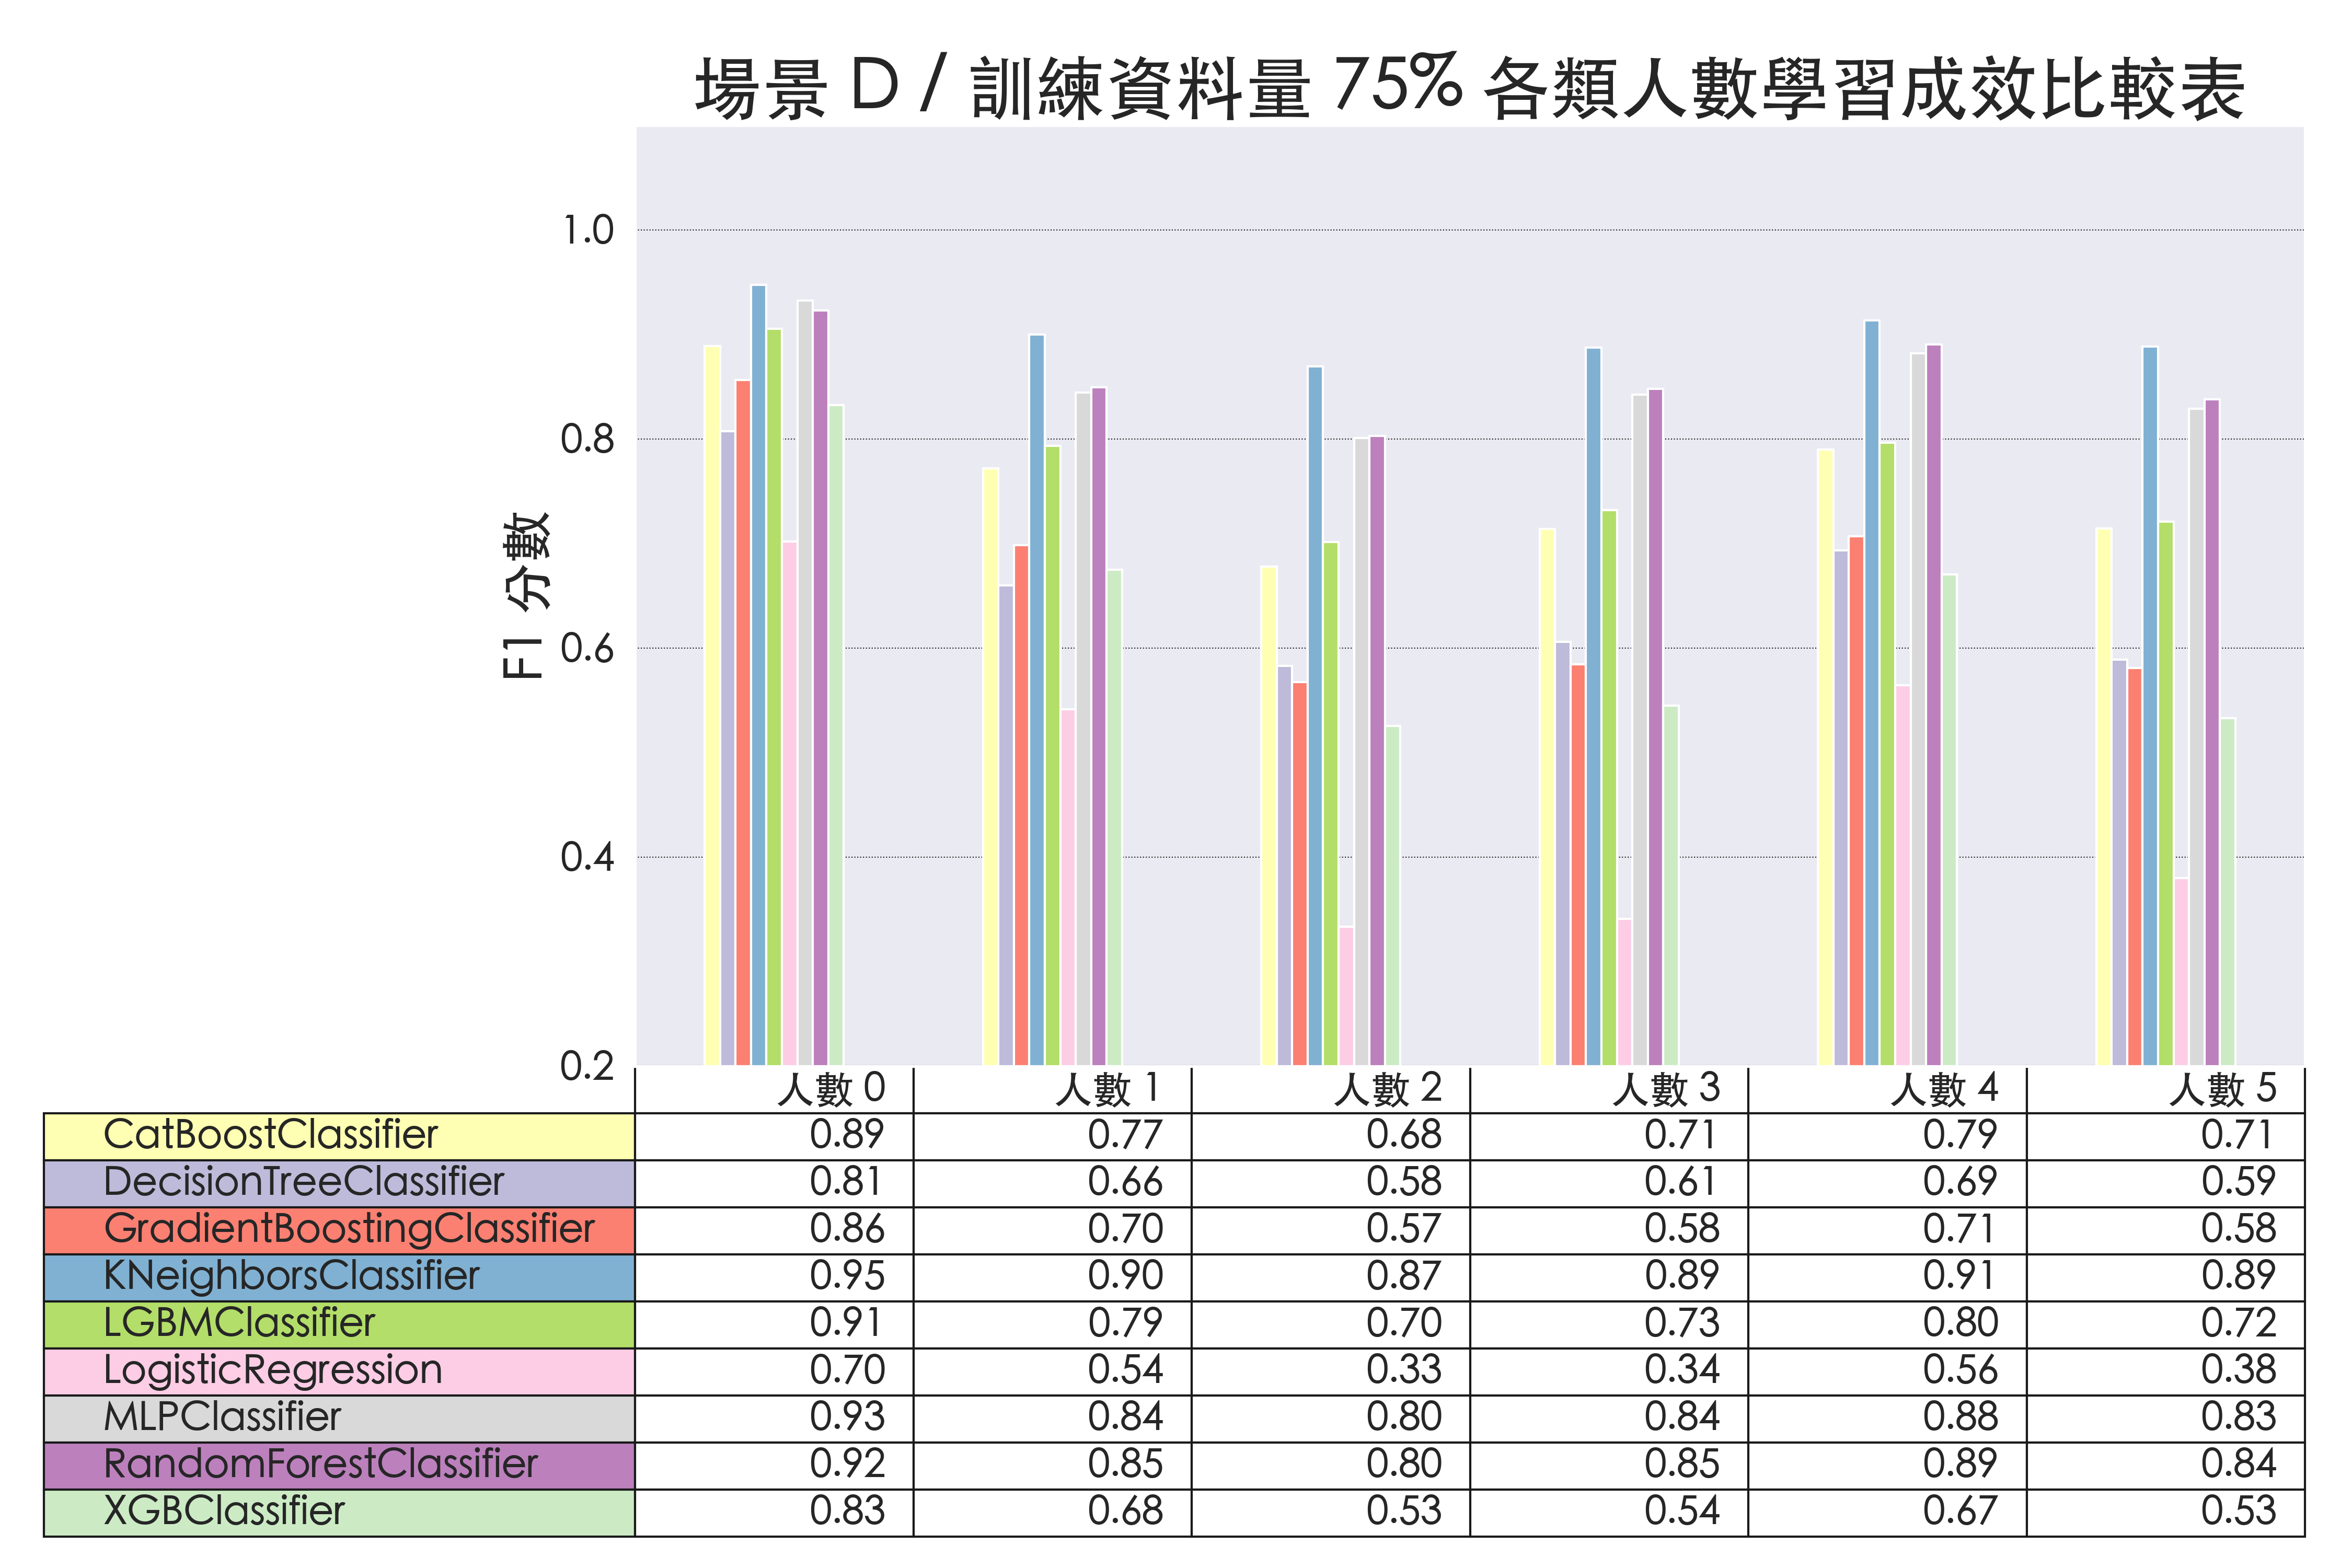 場景 D / 訓練資料量 75% 各類人數學習成效比較表
F1 分數
1.0
0.8
0.6
0.4
0.2
人數 0 人數 1 人數 2 人數 3 人數 4 人數 5
CatBoostClassifier 0.89 0.77 0.68 0.71 0.79 0.71
DecisionTreeClassifier 0.81 0.66 0.58 0.61 0.69 0.59
GradientBoostingClassifier 0.86 0.70 0.57 0.58 0.71 0.58
KNeighborsClassifier 0.95 0.90 0.87 0.89 0.91 0.89
LGBMClassifier 0.91 0.79 0.70 0.73 0.80 0.72
LogisticRegression 0.70 0.54 0.33 0.34 0.56 0.38
MLPClassifier 0.93 0.84 0.80 0.84 0.88 0.83
RandomForestClassifier 0.92 0.85 0.80 0.85 0.89 0.84
XGBClassifier 0.83 0.68 0.53 0.54 0.67 0.53